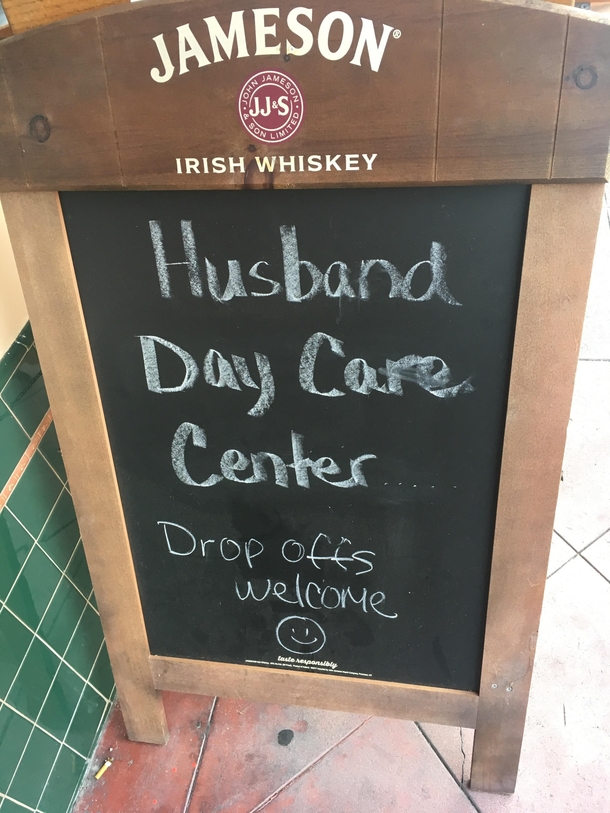 JAMESON®
JOHN JAMESON
JJ&S
& SON LIMITED
IRISH WHISKEY
Husband
Day Care
Center.....
Drop offs
welcome
taste responsibly